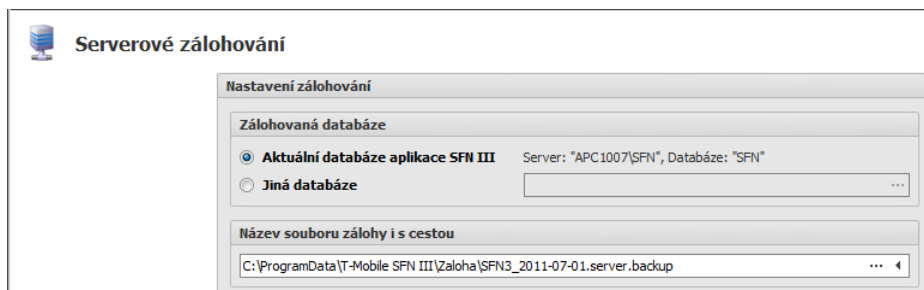 Serverové zálohování
Nastavení zálohování
Zálohovaná databáze
Aktuální databáze aplikace SFN III Server: "APC1007\SFN", Databáze: "SFN"
Jiná databáze ...
Název souboru zálohy i s cestou
C:\ProgramData\T-Mobile SFN III\Zaloha\SFN3_2011-07-01.server.backup ...